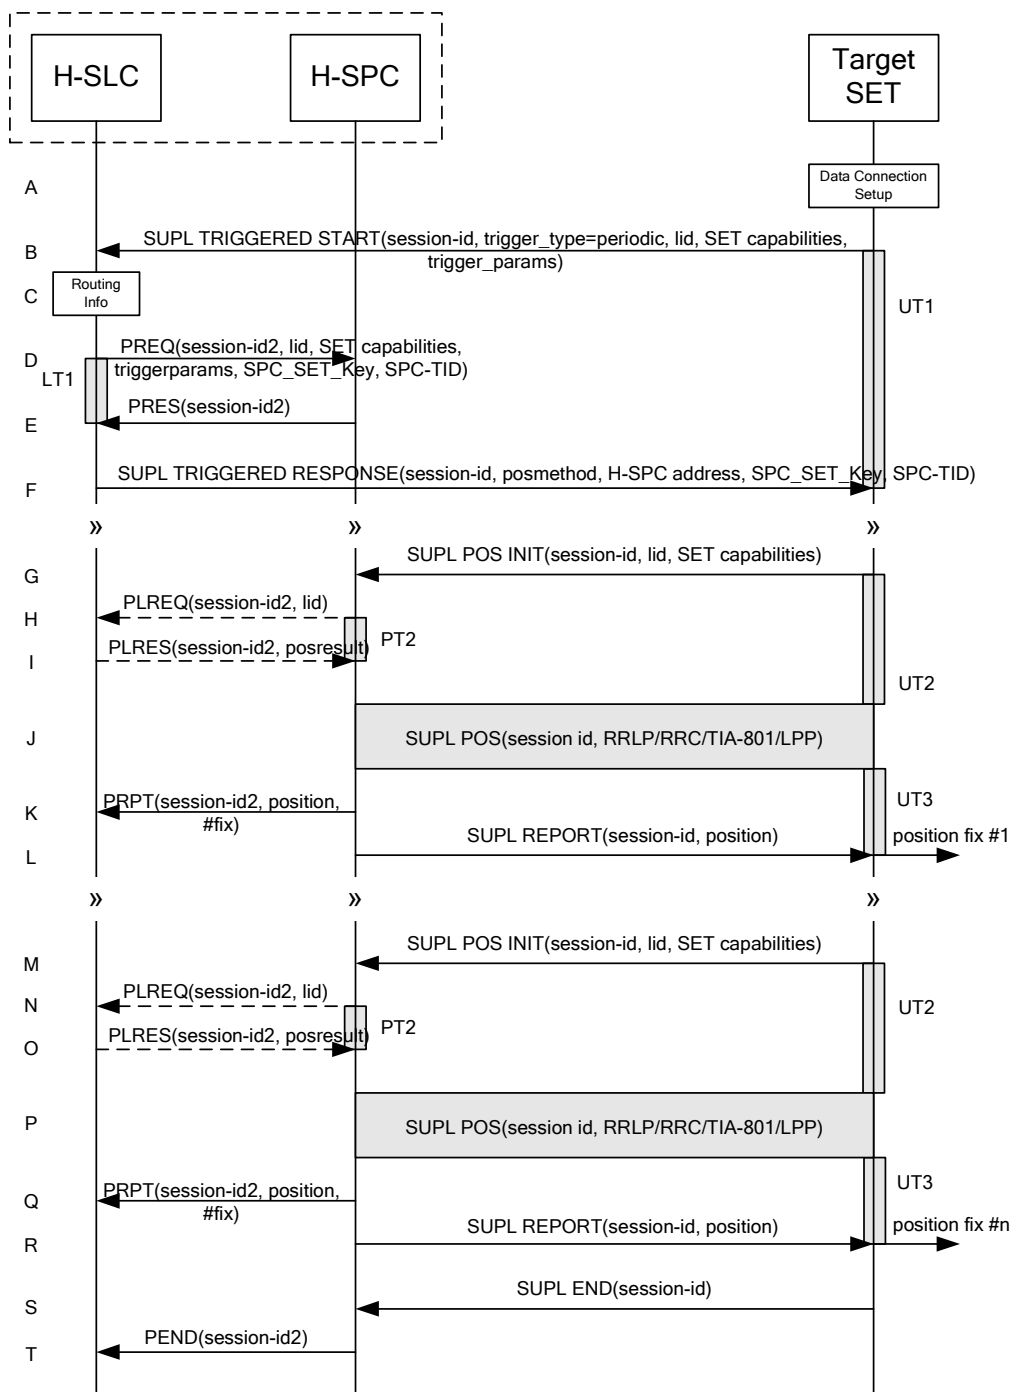 H-SLC
H-SPC
Target
SET
A
Data Connection
Setup
B
SUPL TRIGGERED START(session-id, trigger_type=periodic, lid, SET capabilities,
trigger_params)
C
Routing
Info
UT1
D
PREQ(session-id2, lid, SET capabilities,
triggerparams, SPC_SET_Key, SPC-TID)
LT1
PRES(session-id2)
E
SUPL TRIGGERED RESPONSE(session-id, posmethod, H-SPC address, SPC_SET_Key, SPC-TID)
F
»
»
»
SUPL POS INIT(session-id, lid, SET capabilities)
G
PLREQ(session-id2, lid)
H
PT2
PLRES(session-id2, posresult)
I
UT2
J
SUPL POS(session id, RRLP/RRC/TIA-801/LPP)
PRPT(session-id2, position,
#fix)
K
UT3
SUPL REPORT(session-id, position)
position fix #1
L
»
»
»
SUPL POS INIT(session-id, lid, SET capabilities)
M
PLREQ(session-id2, lid)
N
UT2
PT2
PLRES(session-id2, posresult)
O
P
SUPL POS(session id, RRLP/RRC/TIA-801/LPP)
UT3
PRPT(session-id2, position,
#fix)
Q
SUPL REPORT(session-id, position)
position fix #n
R
SUPL END(session-id)
S
PEND(session-id2)
T